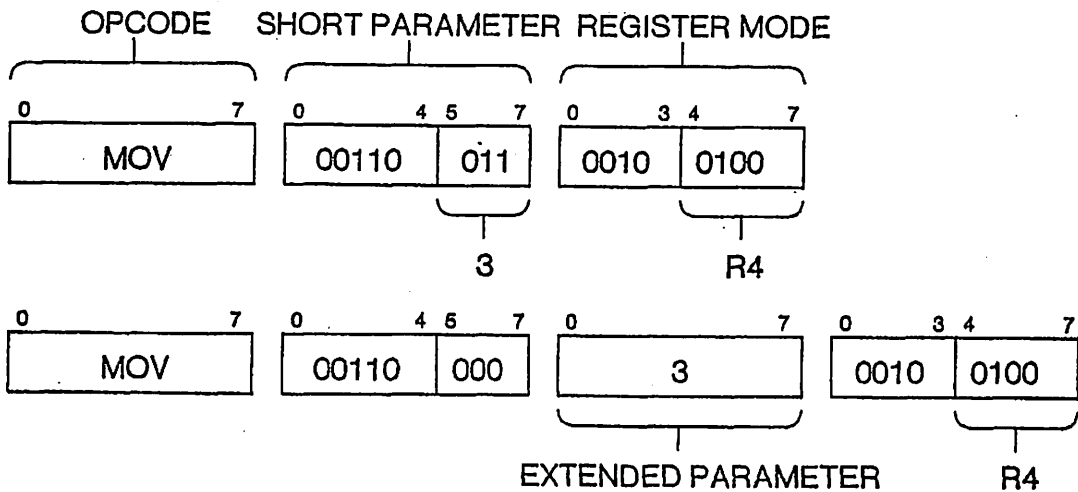 OPCODE SHORT PARAMETER REGISTER MODE
0 7 0 4 5 7 0 3 4 7
MOV 00110 011 0010 0100
3 R4
0 7 0 4 5 7 0 7 0 3 4 7
MOV 00110 000 3 0010 0100
EXTENDED PARAMETER R4